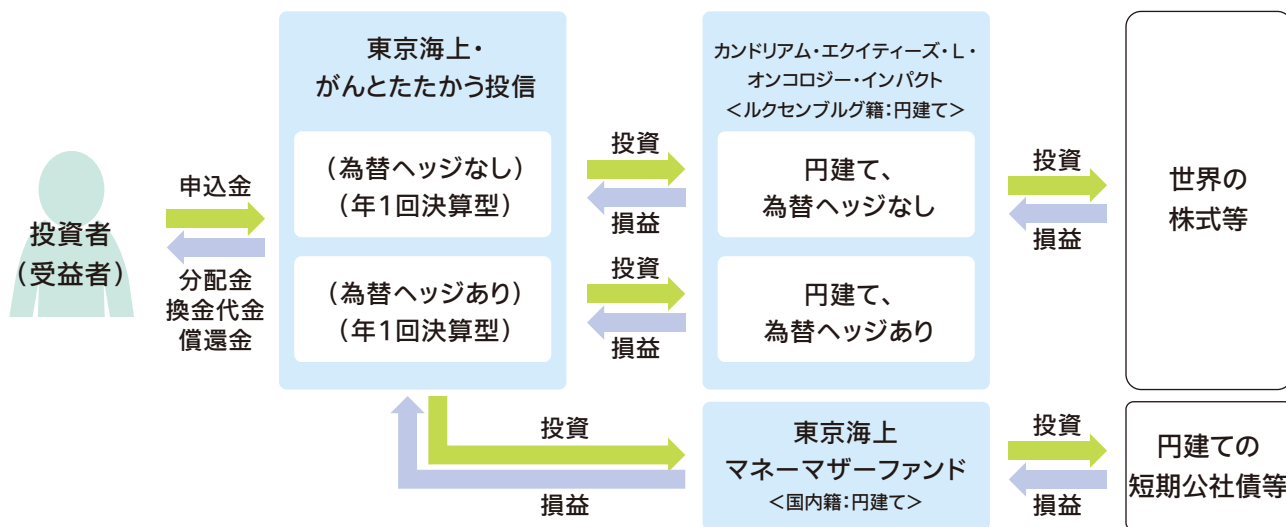 投資者
（受益者）
申込金
分配金
換金代金
償還金
東京海上・
がんとたたかう投信
（為替ヘッジなし）
（年1回決算型）
（為替ヘッジあり）
（年1回決算型）
投資
損益
投資
損益
カンドリアム・エクイティーズ・L・
オンコロジー・インパクト
＜ルクセンブルグ籍：円建て＞
円建て、
為替ヘッジなし
円建て、
為替ヘッジあり
投資
損益
世界の
株式等
投資
損益
東京海上
マネーマザーファンド
＜国内籍：円建て＞
投資
損益
円建ての
短期公社債等